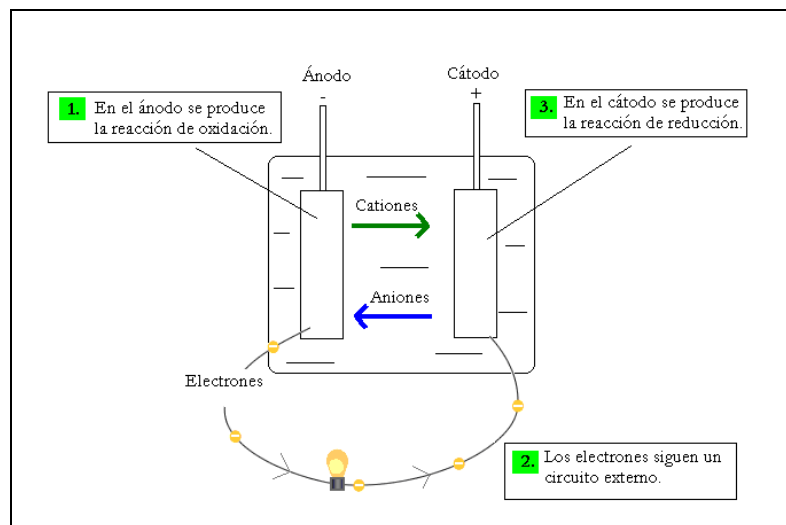 Ánodo
-
Cátodo
+
1. En el ánodo se produce
la reacción de oxidación.
3. En el cátodo se produce
la reacción de reducción.
Cationes
Aniones
Electrones
2. Los electrones siguen un
circuito externo.